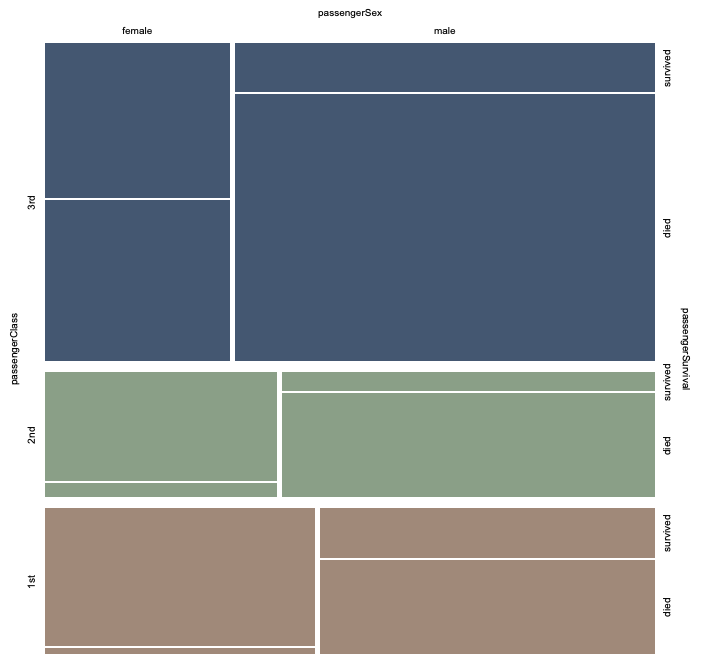 passengerSex
female
male
3rd
2nd
1st
passengerClass
survived
died
survived
died
survived
died
passengerSurvival